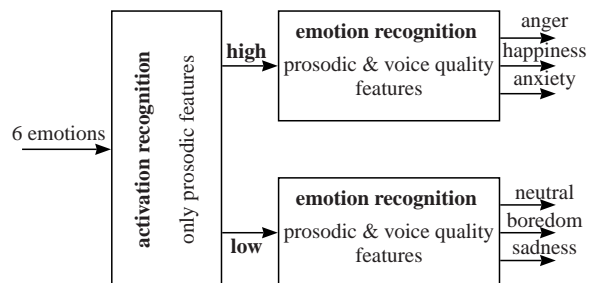 6 emotions
activation recognition
only prosodic features
high
low
emotion recognition
prosodic & voice quality
features
anger
happiness
anxiety
emotion recognition
prosodic & voice quality
features
neutral
boredom
sadness